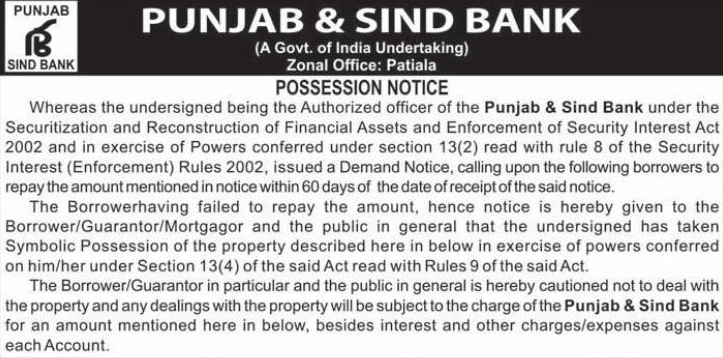 PUNJAB
SIND BANK
PUNJAB & SIND BANK
(A Govt. of India Undertaking)
Zonal Office: Patiala
POSSESSION NOTICE
Whereas the undersigned being the Authorized officer of the Punjab & Sind Bank under the
Securitization and Reconstruction of Financial Assets and Enforcement of Security Interest Act
2002 and in exercise of Powers conferred under section 13(2) read with rule 8 of the Security
Interest (Enforcement) Rules 2002, issued a Demand Notice, calling upon the following borrowers to
repay the amount mentioned in notice within 60 days of the date of receipt of the said notice.
The Borrowerhaving failed to repay the amount, hence notice is hereby given to the
Borrower/Guarantor/Mortgagor and the public in general that the undersigned has taken
Symbolic Possession of the property described here in below in exercise of powers conferred
on him/her under Section 13(4) of the said Act read with Rules 9 of the said Act.
The Borrower/Guarantor in particular and the public in general is hereby cautioned not to deal with
the property and any dealings with the property will be subject to the charge of the Punjab & Sind Bank
for an amount mentioned here in below, besides interest and other charges/expenses against
each Account.